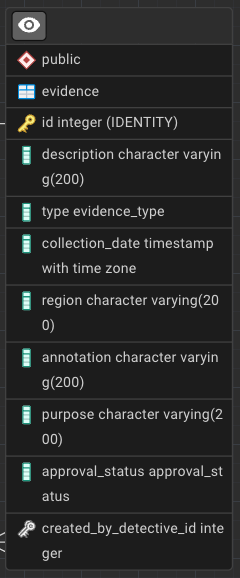 public
evidence
id integer (IDENTITY)
description character varyin
g(200)
type evidence_type
collection_date timestamp
with time zone
region character varying(20
0)
annotation character varyin
g(200)
purpose character varying(2
00)
approval_status approval_st
atus
created_by_detective_id inte
ger